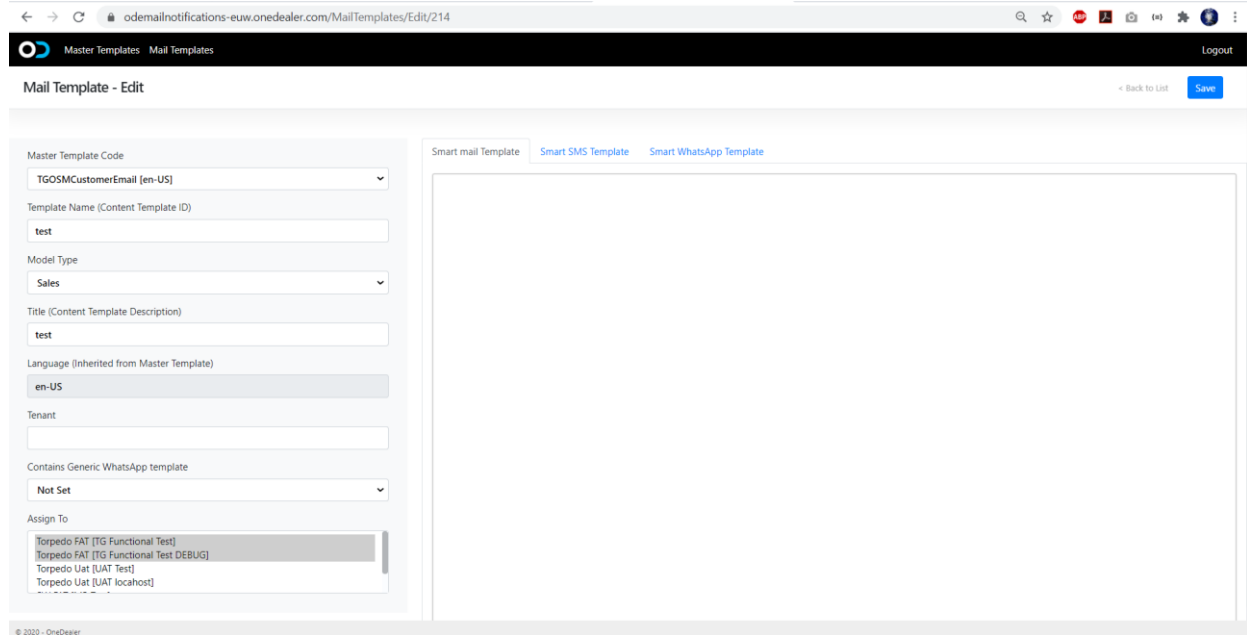 odemailnotifications-euw.onedealer.com/MailTemplates/Edit/214
ABP
Master Templates Mail Templates Logout
Mail Template - Edit < Back to List Save
Smart mail Template Smart SMS Template Smart WhatsApp Template
Master Template Code
TGOSMCustomerEmail [en-US]
Template Name (Content Template ID)
test
Model Type
Sales
Title (Content Template Description)
test
Language (Inherited from Master Template)
en-US
Tenant
Contains Generic WhatsApp template
Not Set
Assign To
Torpedo FAT [TG Functional Test]
Torpedo FAT [TG Functional Test DEBUG]
Torpedo Uat [UAT Test]
Torpedo Uat [UAT locahost]
© 2020 - OneDealer